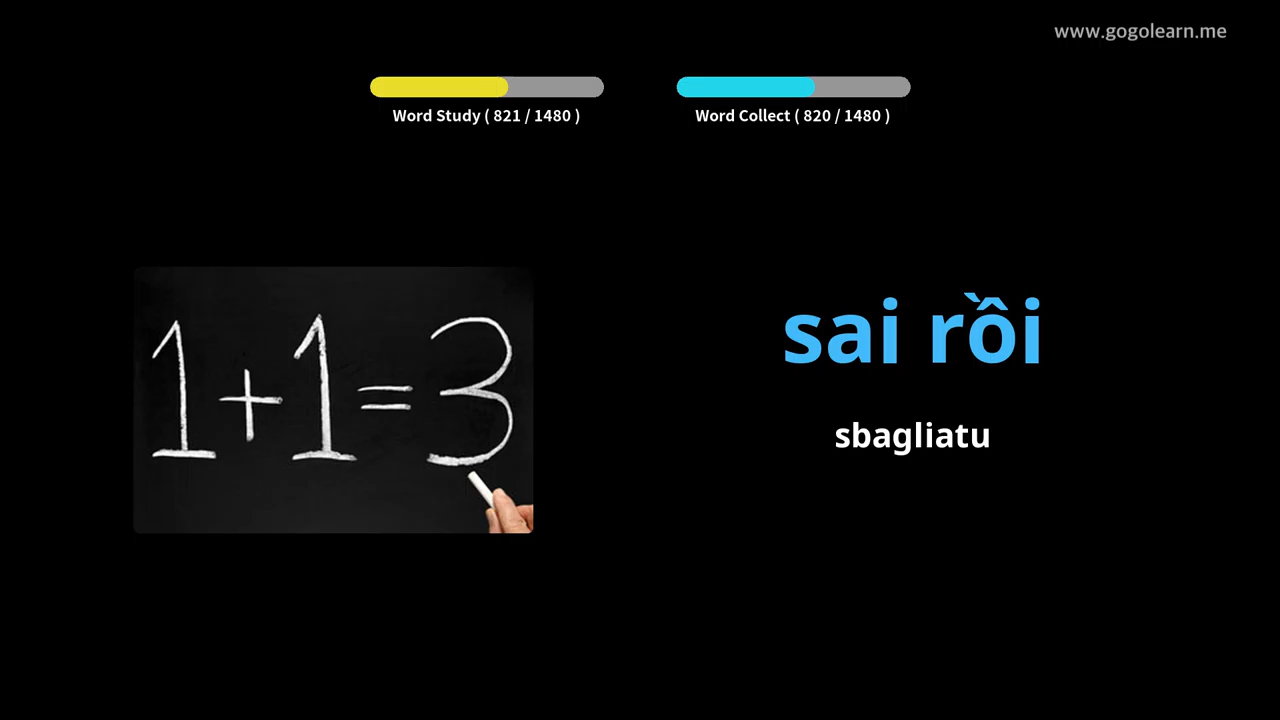 www.gogolearn.me
Word Study ( 821 / 1480 )
Word Collect ( 820 / 1480 )
1+1=3
sai rồi
sbagliatu